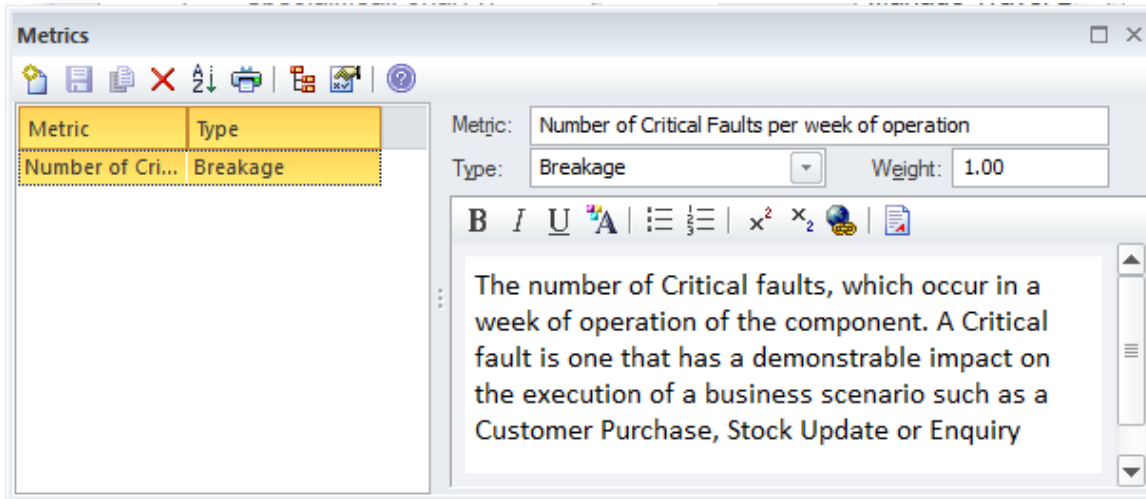 Metrics
Metric Type
Number of Cri... Breakage
Metric: Number of Critical Faults per week of operation
Type: Breakage Weight: 1.00
B I U A x² x₂
The number of Critical faults, which occur in a
week of operation of the component. A Critical
fault is one that has a demonstrable impact on
the execution of a business scenario such as a
Customer Purchase, Stock Update or Enquiry